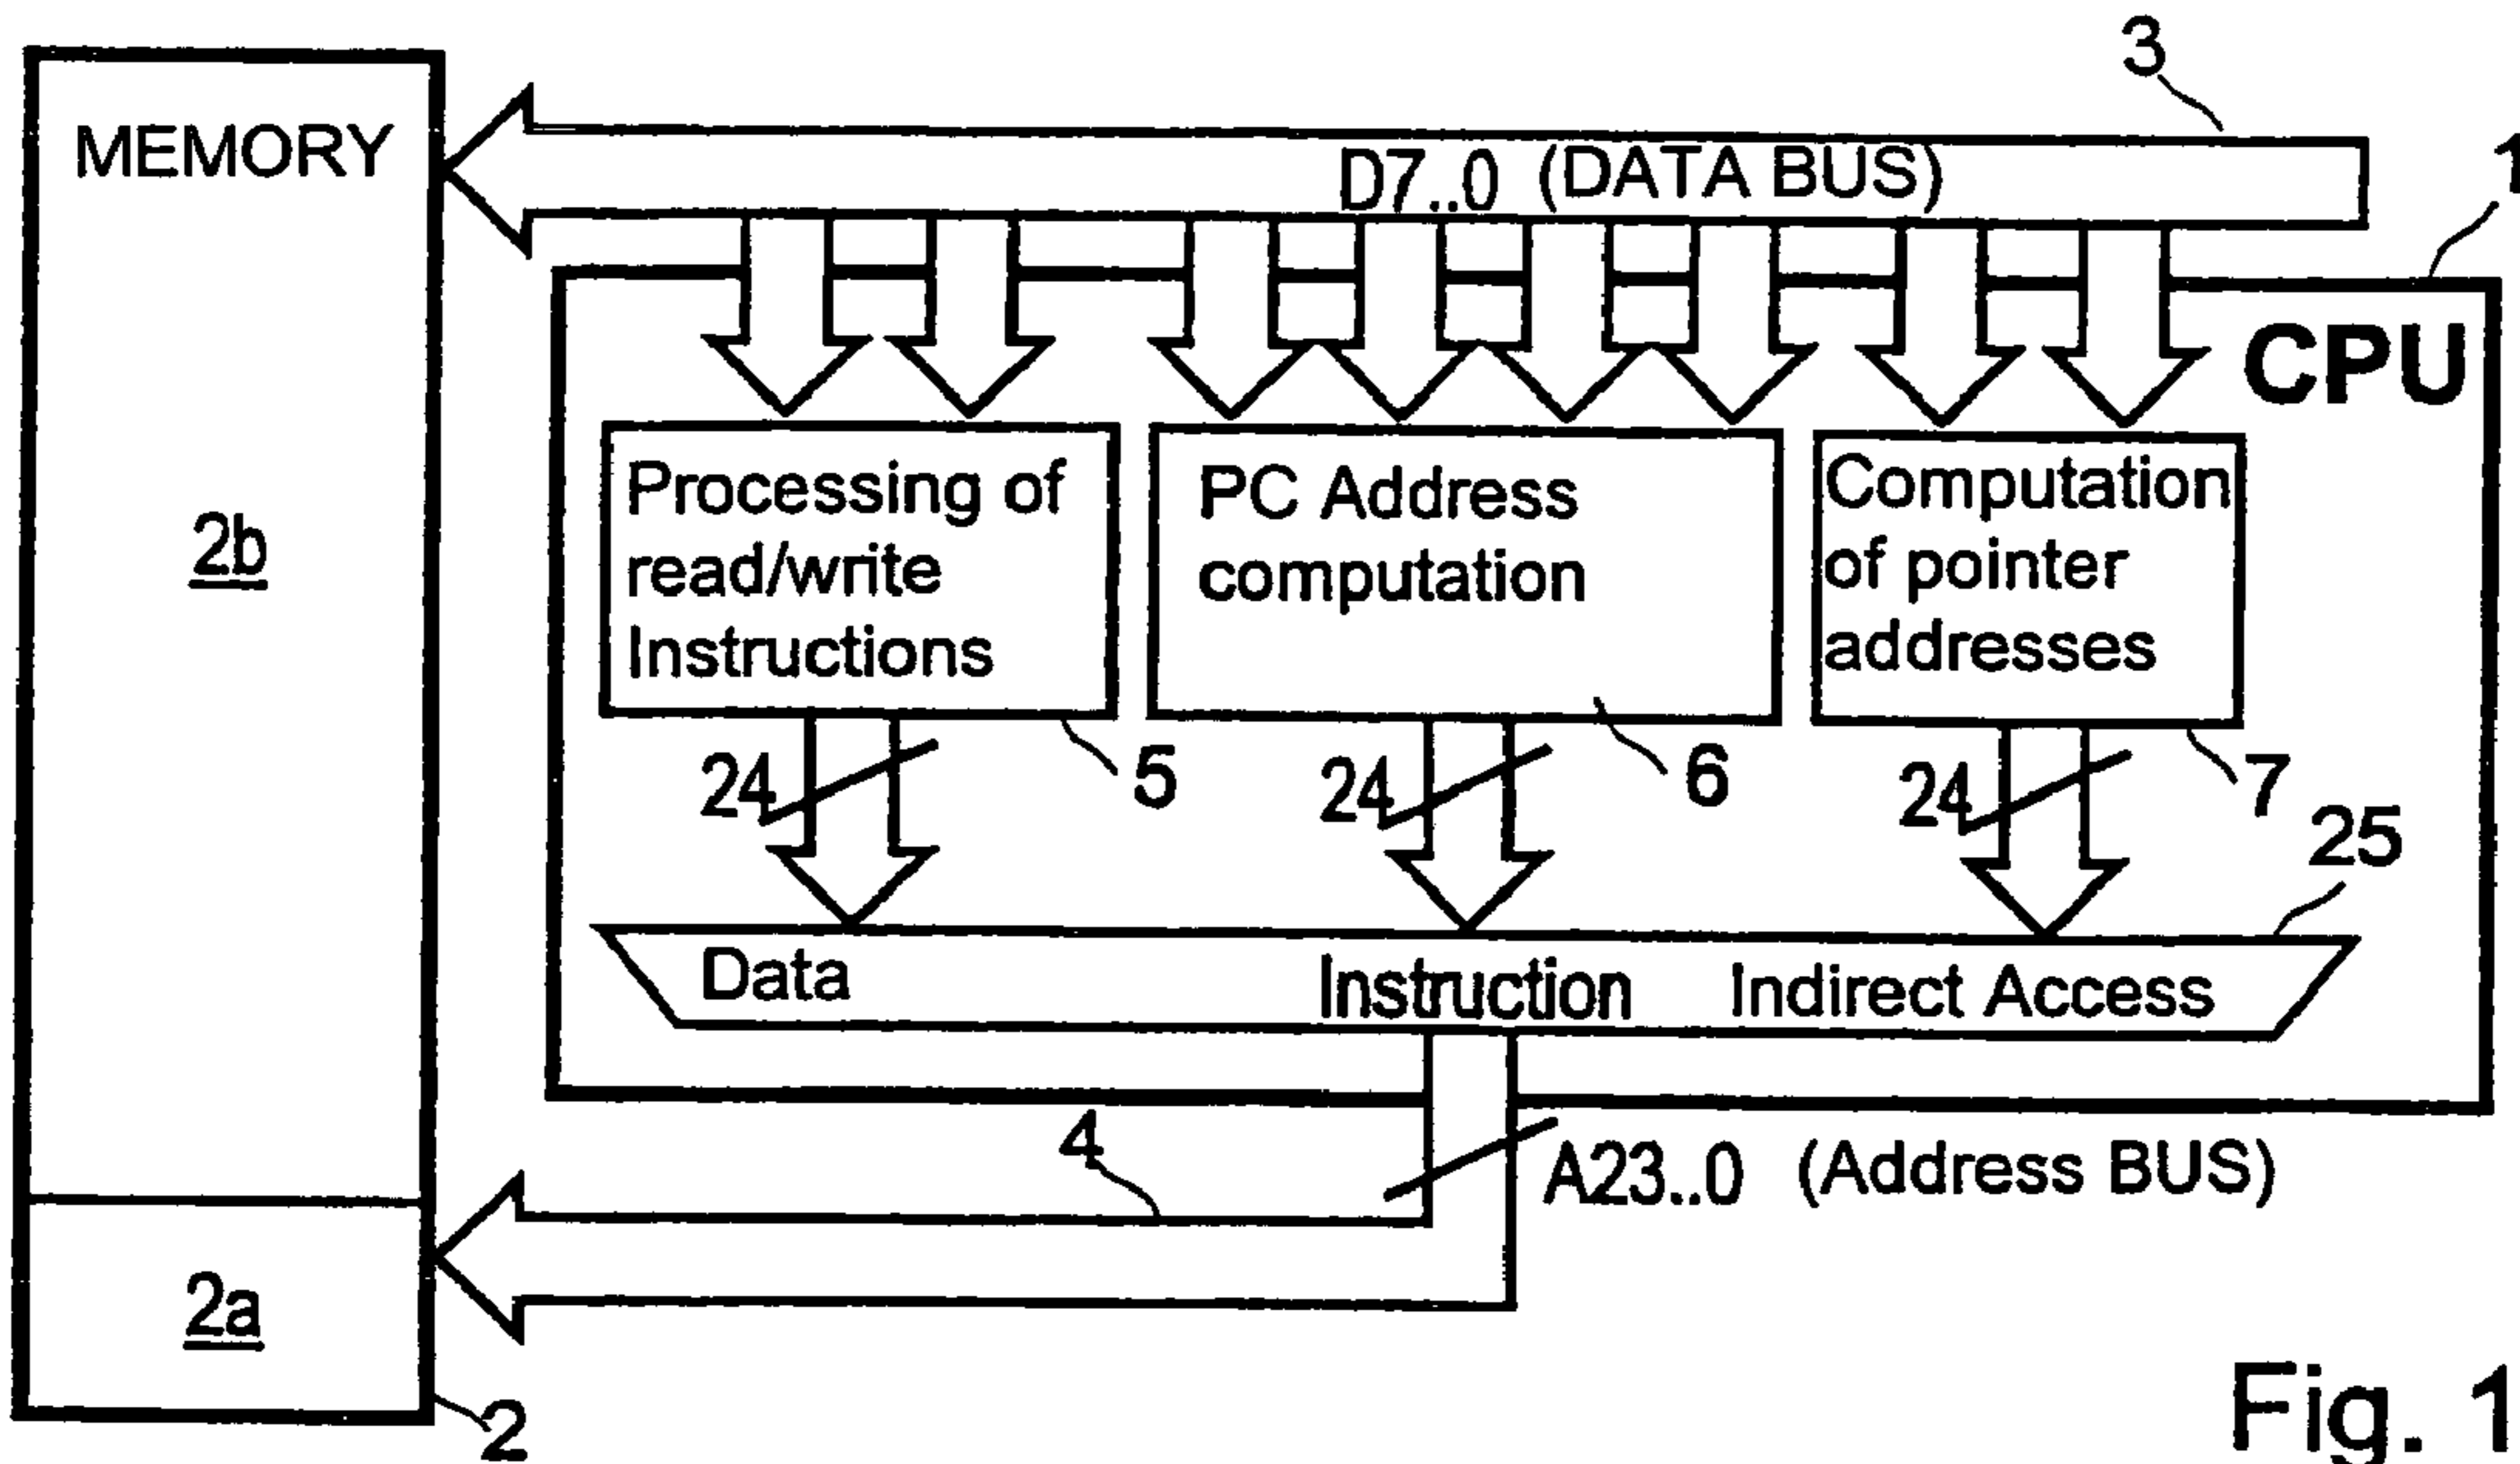 3
MEMORY
D7..0 (DATA BUS)
1
CPU
2b
Processing of
read/write
Instructions
PC Address
computation
Computation
of pointer
addresses
24
5
24
6
24
7
25
Data
Instruction
Indirect Access
4
A23..0 (Address BUS)
2a
2
Fig. 1